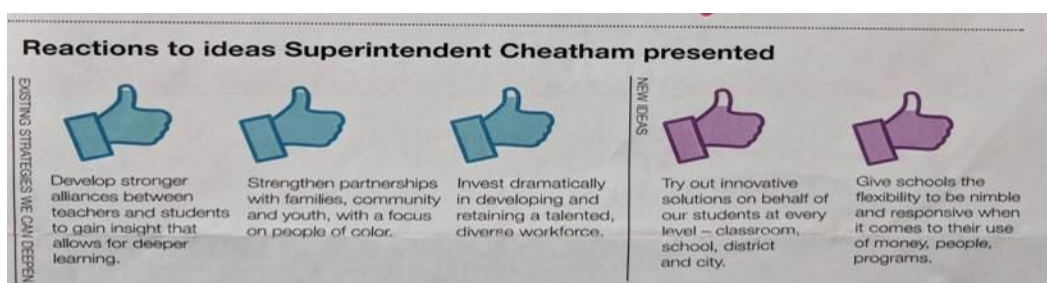 Reactions to ideas Superintendent Cheatham presented
EXISTING STRATEGIES WE CAN DEEPEN
Develop stronger
alliances between
teachers and students
to gain insight that
allows for deeper
learning.
Strengthen partnerships
with families, community
and youth, with a focus
on people of color.
Invest dramatically
in developing and
retaining a talented,
diverse workforce.
NEW IDEAS
Try out innovative
solutions on behalf of
our students at every
level – classroom,
school, district
and city.
Give schools the
flexibility to be nimble
and responsive when
it comes to their use
of money, people,
programs.